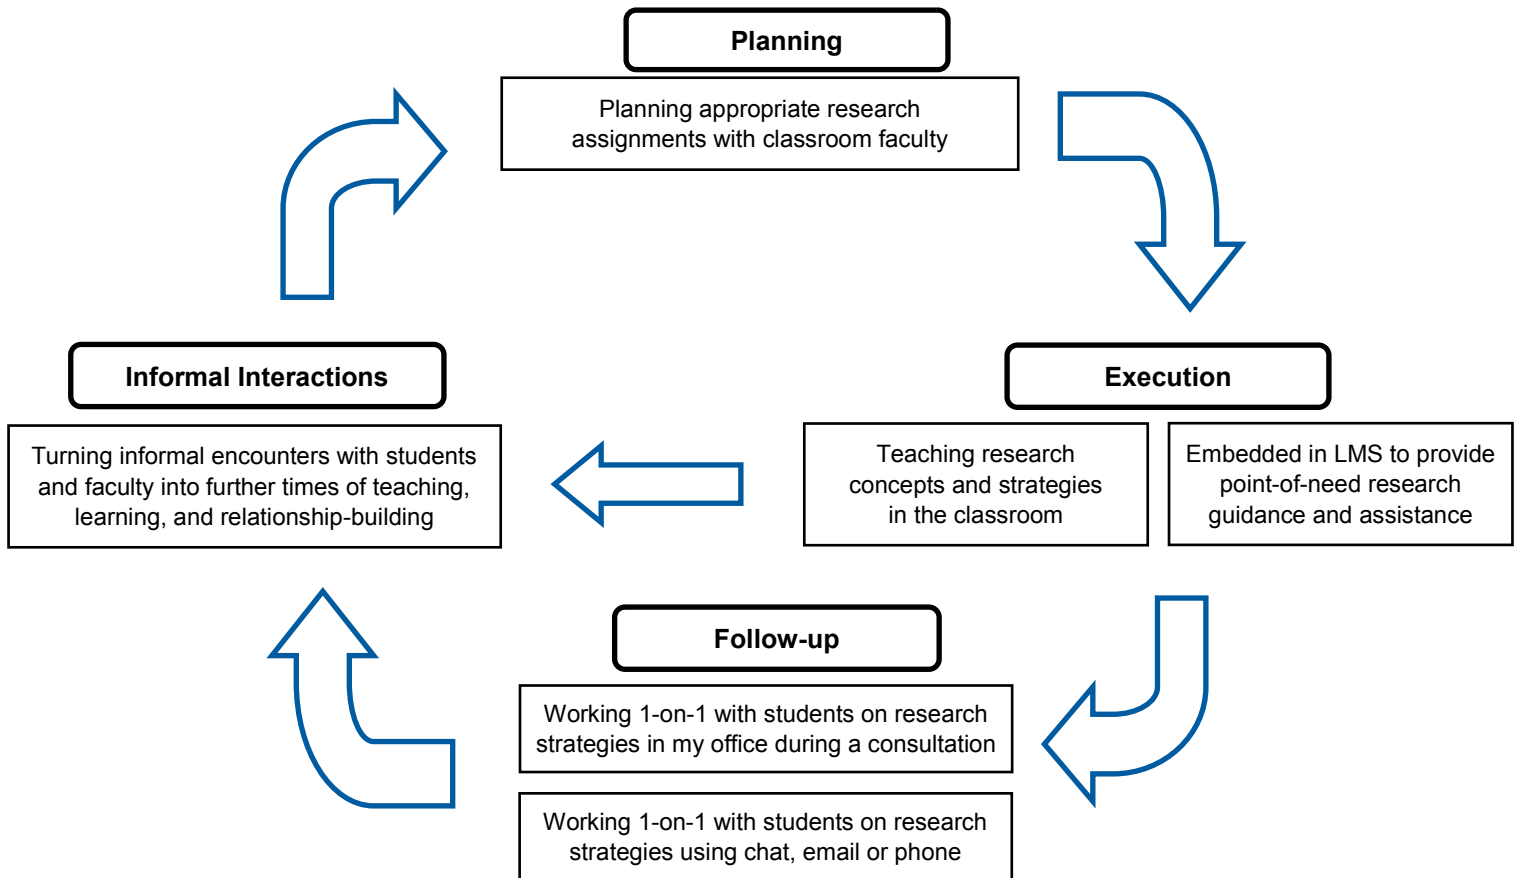 Planning
Planning appropriate research
assignments with classroom faculty
Informal Interactions
Turning informal encounters with students
and faculty into further times of teaching,
learning, and relationship-building
Execution
Teaching research
concepts and strategies
in the classroom
Embedded in LMS to provide
point-of-need research
guidance and assistance
Follow-up
Working 1-on-1 with students on research
strategies in my office during a consultation
Working 1-on-1 with students on research
strategies using chat, email or phone